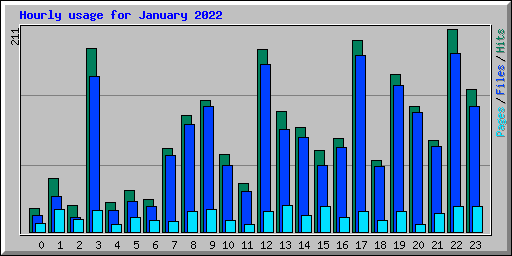 Hourly usage for January 2022
211
Pages/Files/Hits
0 1 2 3 4 5 6 7 8 9 10 11 12 13 14 15 16 17 18 19 20 21 22 23